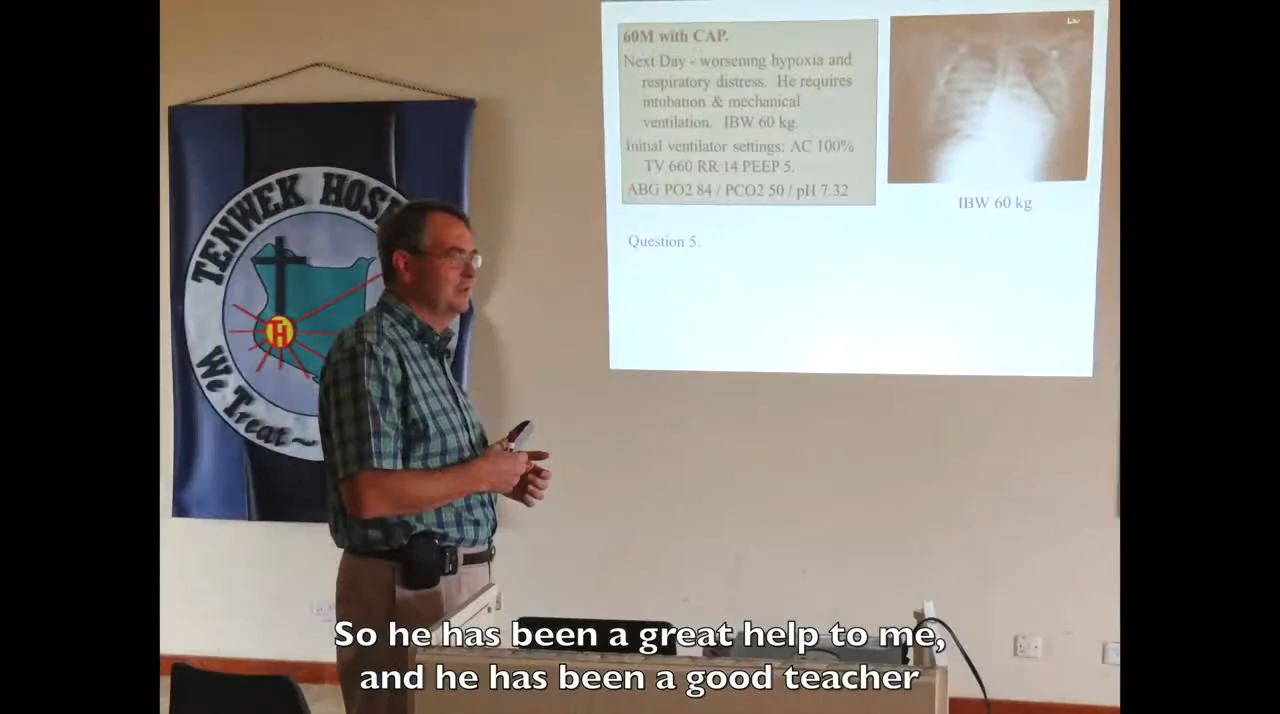 60M with CAP.
Next Day - worsening hypoxia and
respiratory distress. He requires
intubation & mechanical
ventilation. IBW 60 kg.
Initial ventilator settings: AC 100%
TV 660 RR 14 PEEP 5.
ABG PO2 84 / PCO2 50 / pH 7.32
IBW 60 kg
Question 5.
TENWEK HOS
TH
We Treat~
So he has been a great help to me,
and he has been a good teacher